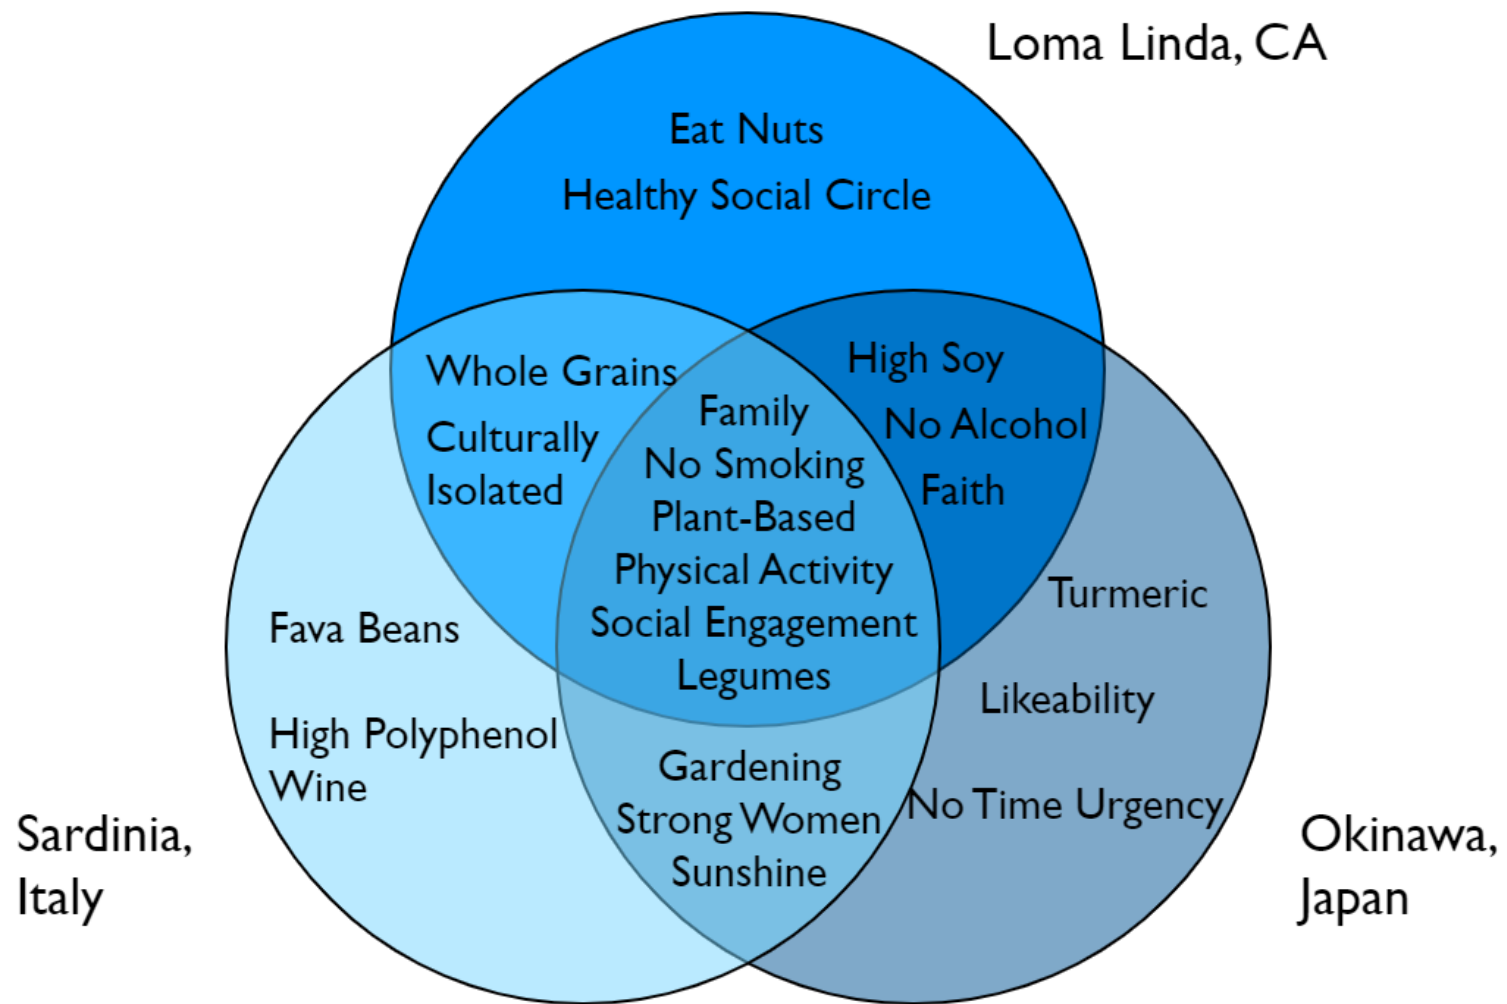 Loma Linda, CA
Eat Nuts
Healthy Social Circle
Whole Grains
Culturally
Isolated
High Soy
No Alcohol
Faith
Family
No Smoking
Plant-Based
Physical Activity
Social Engagement
Legumes
Fava Beans
High Polyphenol
Wine
Turmeric
Likeability
No Time Urgency
Gardening
Strong Women
Sunshine
Sardinia,
Italy
Okinawa,
Japan